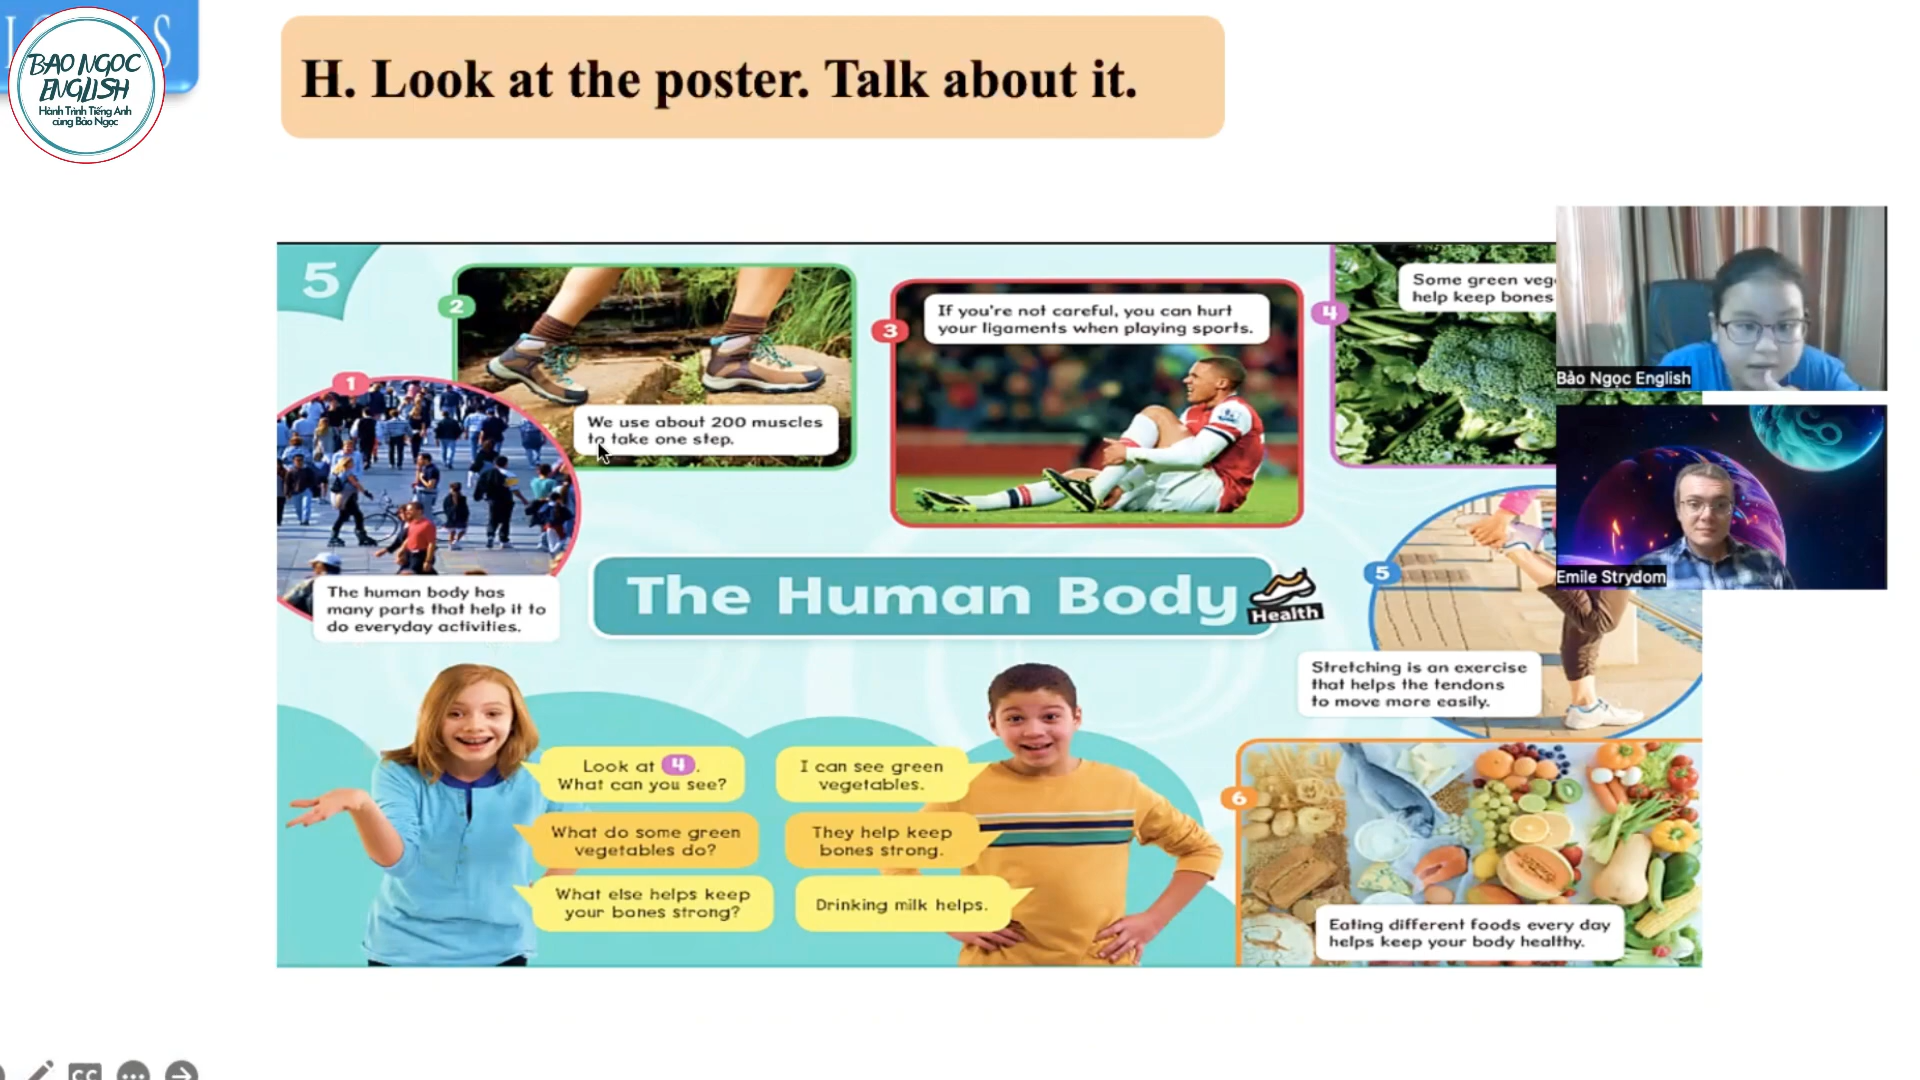 BAO NGOC
ENGLISH
Hành Trình Tiếng Anh
cùng Bảo Ngọc
H. Look at the poster. Talk about it.
5
2
We use about 200 muscles
to take one step.
3
If you're not careful, you can hurt
your ligaments when playing sports.
4
Some green veg
help keep bones
Bảo Ngọc English
Emile Strydom
1
The human body has
many parts that help it to
do everyday activities.
The Human Body
Health
5
Stretching is an exercise
that helps the tendons
to move more easily.
Look at 4.
What can you see?
I can see green
vegetables.
What do some green
vegetables do?
They help keep
bones strong.
What else helps keep
your bones strong?
Drinking milk helps.
6
Eating different foods every day
helps keep your body healthy.
CC